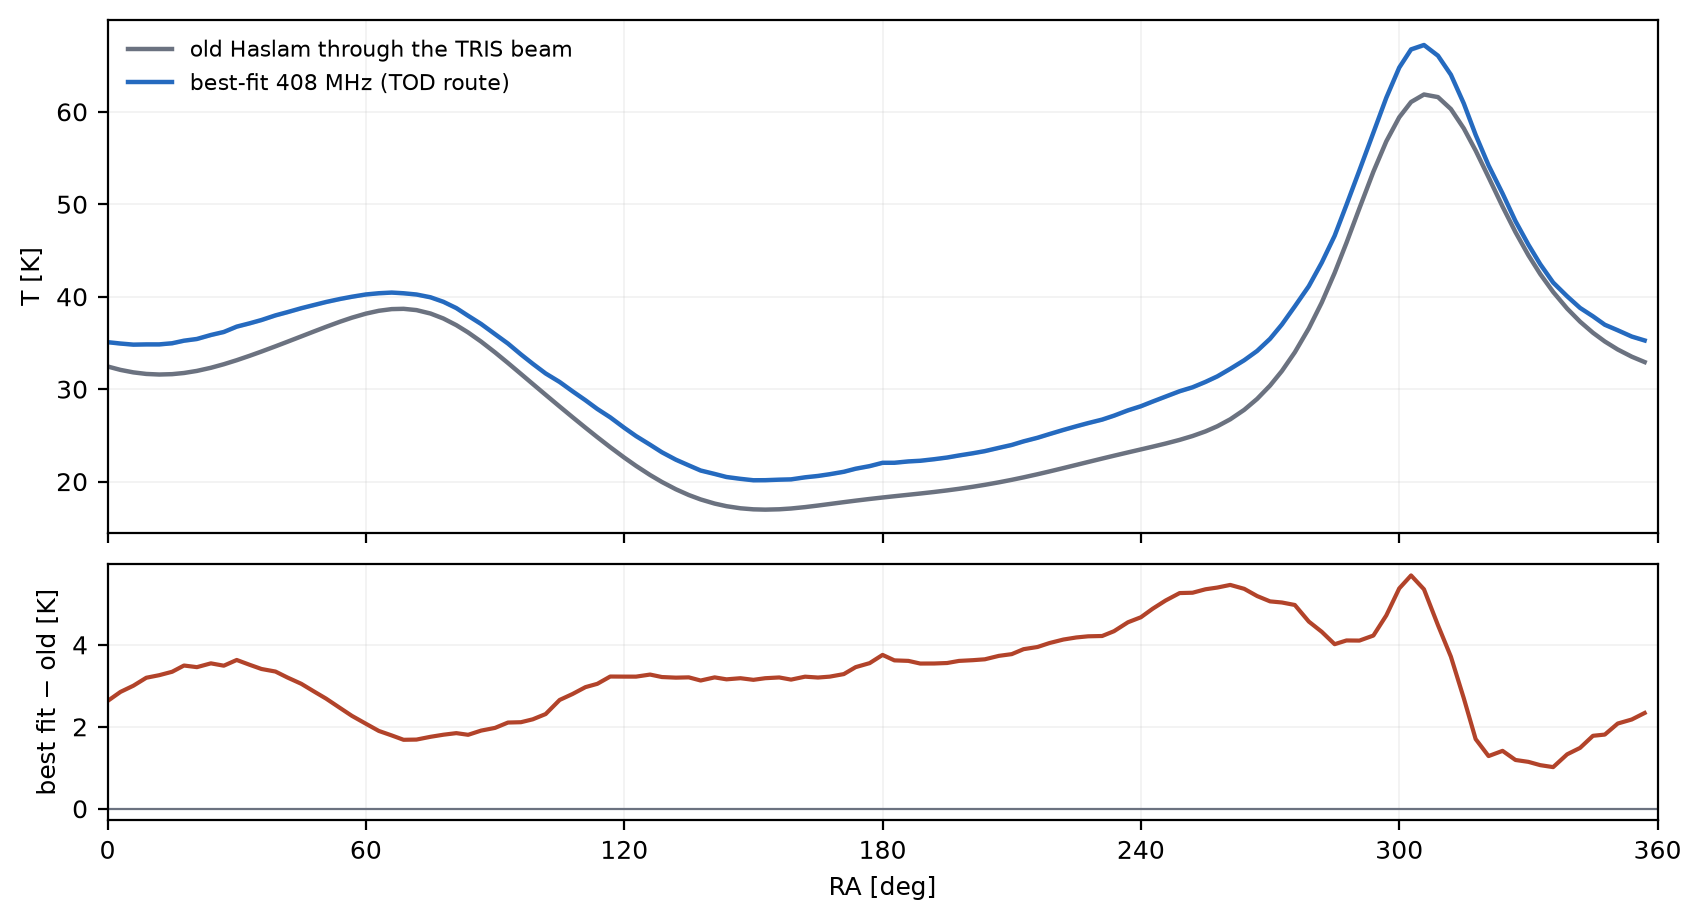 old Haslam through the TRIS beam
best-fit 408 MHz (TOD route)
60
50
40
30
20
T [K]
4
2
0
best fit − old [K]
0 60 120 180 240 300 360
RA [deg]